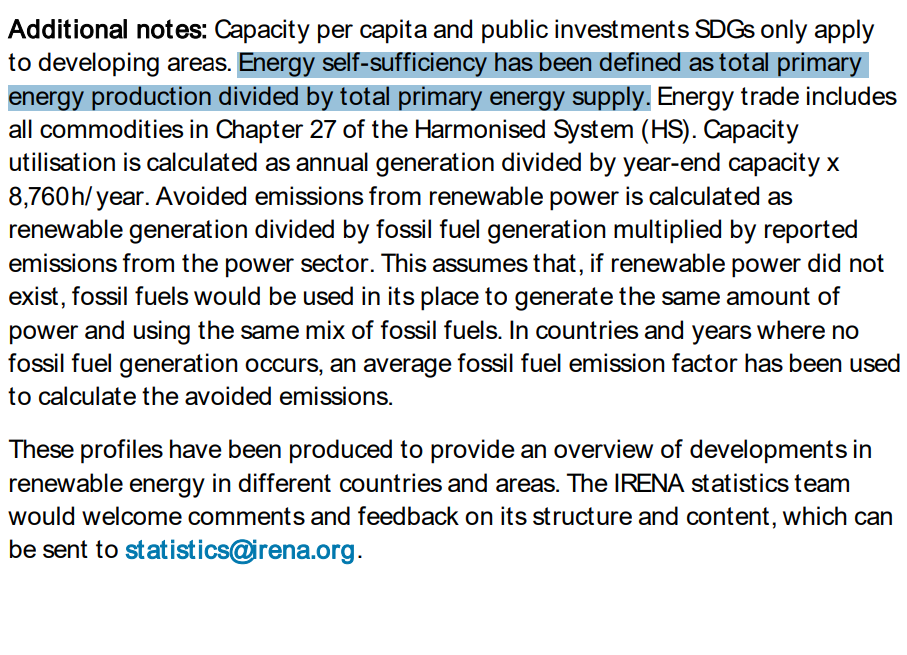 Additional notes: Capacity per capita and public investments SDGs only apply
to developing areas. Energy self-sufficiency has been defined as total primary
energy production divided by total primary energy supply. Energy trade includes
all commodities in Chapter 27 of the Harmonised System (HS). Capacity
utilisation is calculated as annual generation divided by year-end capacity x
8,760h/year. Avoided emissions from renewable power is calculated as
renewable generation divided by fossil fuel generation multiplied by reported
emissions from the power sector. This assumes that, if renewable power did not
exist, fossil fuels would be used in its place to generate the same amount of
power and using the same mix of fossil fuels. In countries and years where no
fossil fuel generation occurs, an average fossil fuel emission factor has been used
to calculate the avoided emissions.
These profiles have been produced to provide an overview of developments in
renewable energy in different countries and areas. The IRENA statistics team
would welcome comments and feedback on its structure and content, which can
be sent to statistics@irena.org.